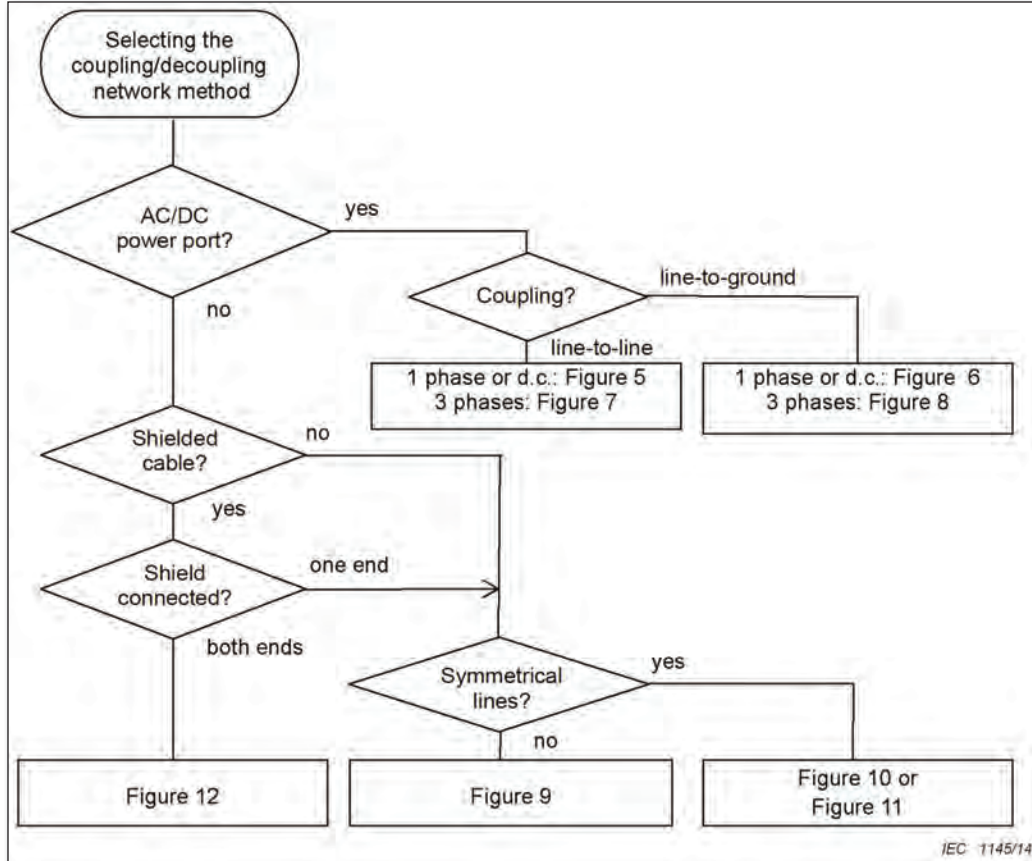 Selecting the
coupling/decoupling
network method
AC/DC
power port?
yes
no
Coupling?
line-to-ground
line-to-line
1 phase or d.c.: Figure 5
3 phases: Figure 7
1 phase or d.c.: Figure 6
3 phases: Figure 8
Shielded
cable?
no
yes
Shield
connected?
one end
both ends
Symmetrical
lines?
yes
no
Figure 12
Figure 9
Figure 10 or
Figure 11
IEC 1145/14